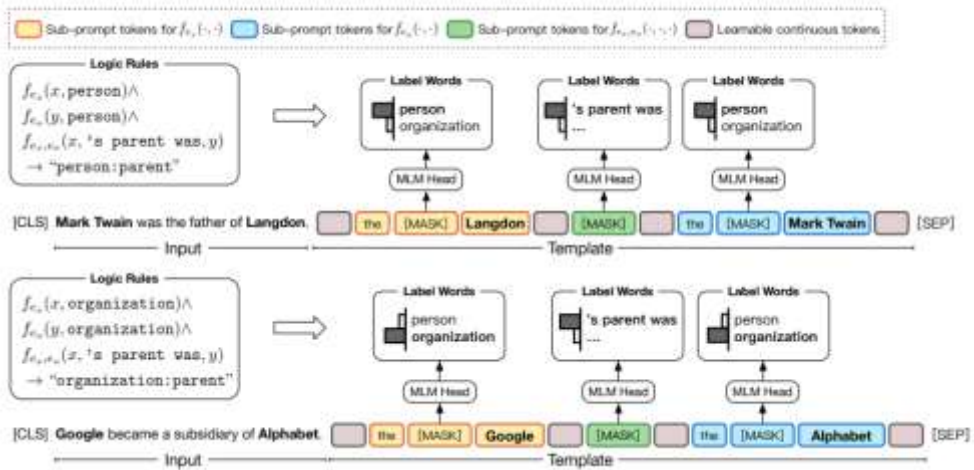 Sub-prompt tokens for f_{e_s}(·,·) Sub-prompt tokens for f_{e_o}(·,·) Sub-prompt tokens for f_{e_s,e_o}(·,·,·) Learnable continuous tokens
Logic Rules
f_{e_s}(x, person)∧
f_{e_o}(y, person)∧
f_{e_s,e_o}(x, 's parent was, y)
→ "person:parent"
Label Words
person
organization
Label Words
's parent was
...
Label Words
person
organization
MLM Head MLM Head MLM Head
[CLS] Mark Twain was the father of Langdon. the [MASK] Langdon [MASK] the [MASK] Mark Twain [SEP]
Input Template
Logic Rules
f_{e_s}(x, organization)∧
f_{e_o}(y, organization)∧
f_{e_s,e_o}(x, 's parent was, y)
→ "organization:parent"
Label Words
person
organization
Label Words
's parent was
...
Label Words
person
organization
MLM Head MLM Head MLM Head
[CLS] Google became a subsidiary of Alphabet. the [MASK] Google [MASK] the [MASK] Alphabet [SEP]
Input Template